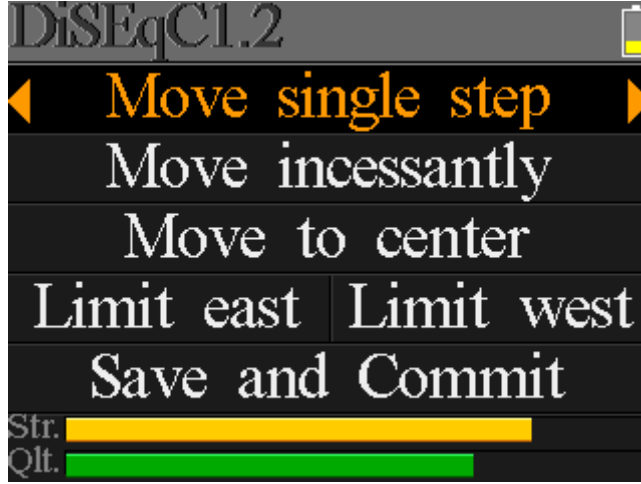 DiSEqC1.2
Move single step
Move incessantly
Move to center
Limit east Limit west
Save and Commit
Str.
Qlt.